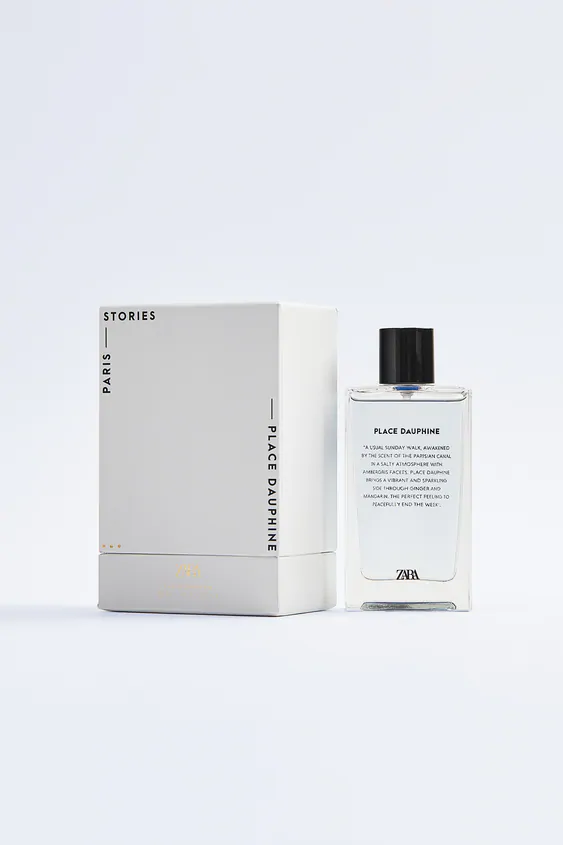 STORIES
PARIS —
— PLACE DAUPHINE
PLACE DAUPHINE
"A USUAL SUNDAY WALK, AWAKENED
BY THE SCENT OF THE PARISIAN CANAL
IN A SALTY ATMOSPHERE WITH
AMBERGRIS FACETS. PLACE DAUPHINE
BRINGS A VIBRANT AND SPARKLING
SIDE THROUGH GINGER AND
MANDARIN. THE PERFECT FEELING TO
PEACEFULLY END THE WEEK".
ZARA